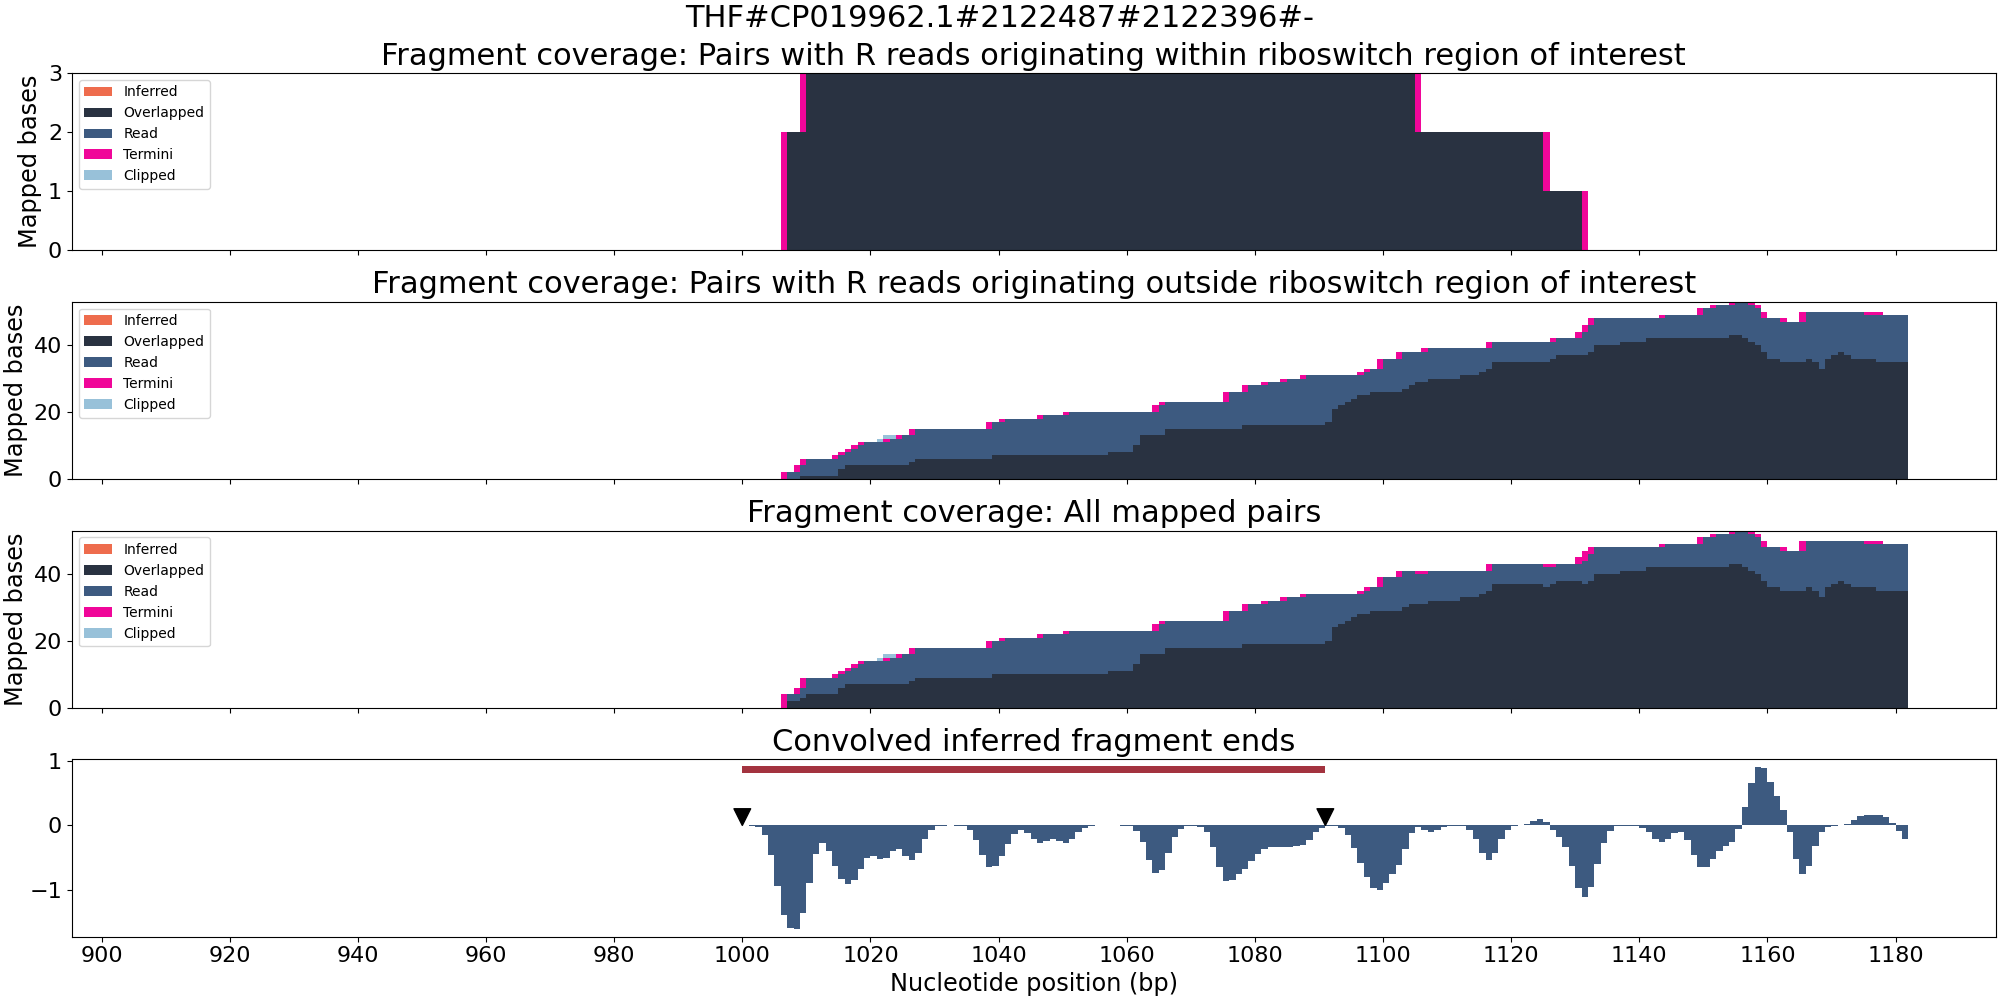 THF#CP019962.1#2122487#2122396#-
Fragment coverage: Pairs with R reads originating within riboswitch region of interest
Mapped bases
3
2
1
0
Inferred
Overlapped
Read
Termini
Clipped
Fragment coverage: Pairs with R reads originating outside riboswitch region of interest
Mapped bases
40
20
0
Inferred
Overlapped
Read
Termini
Clipped
Fragment coverage: All mapped pairs
Mapped bases
40
20
0
Inferred
Overlapped
Read
Termini
Clipped
Convolved inferred fragment ends
1
0
−1
900 920 940 960 980 1000 1020 1040 1060 1080 1100 1120 1140 1160 1180
Nucleotide position (bp)